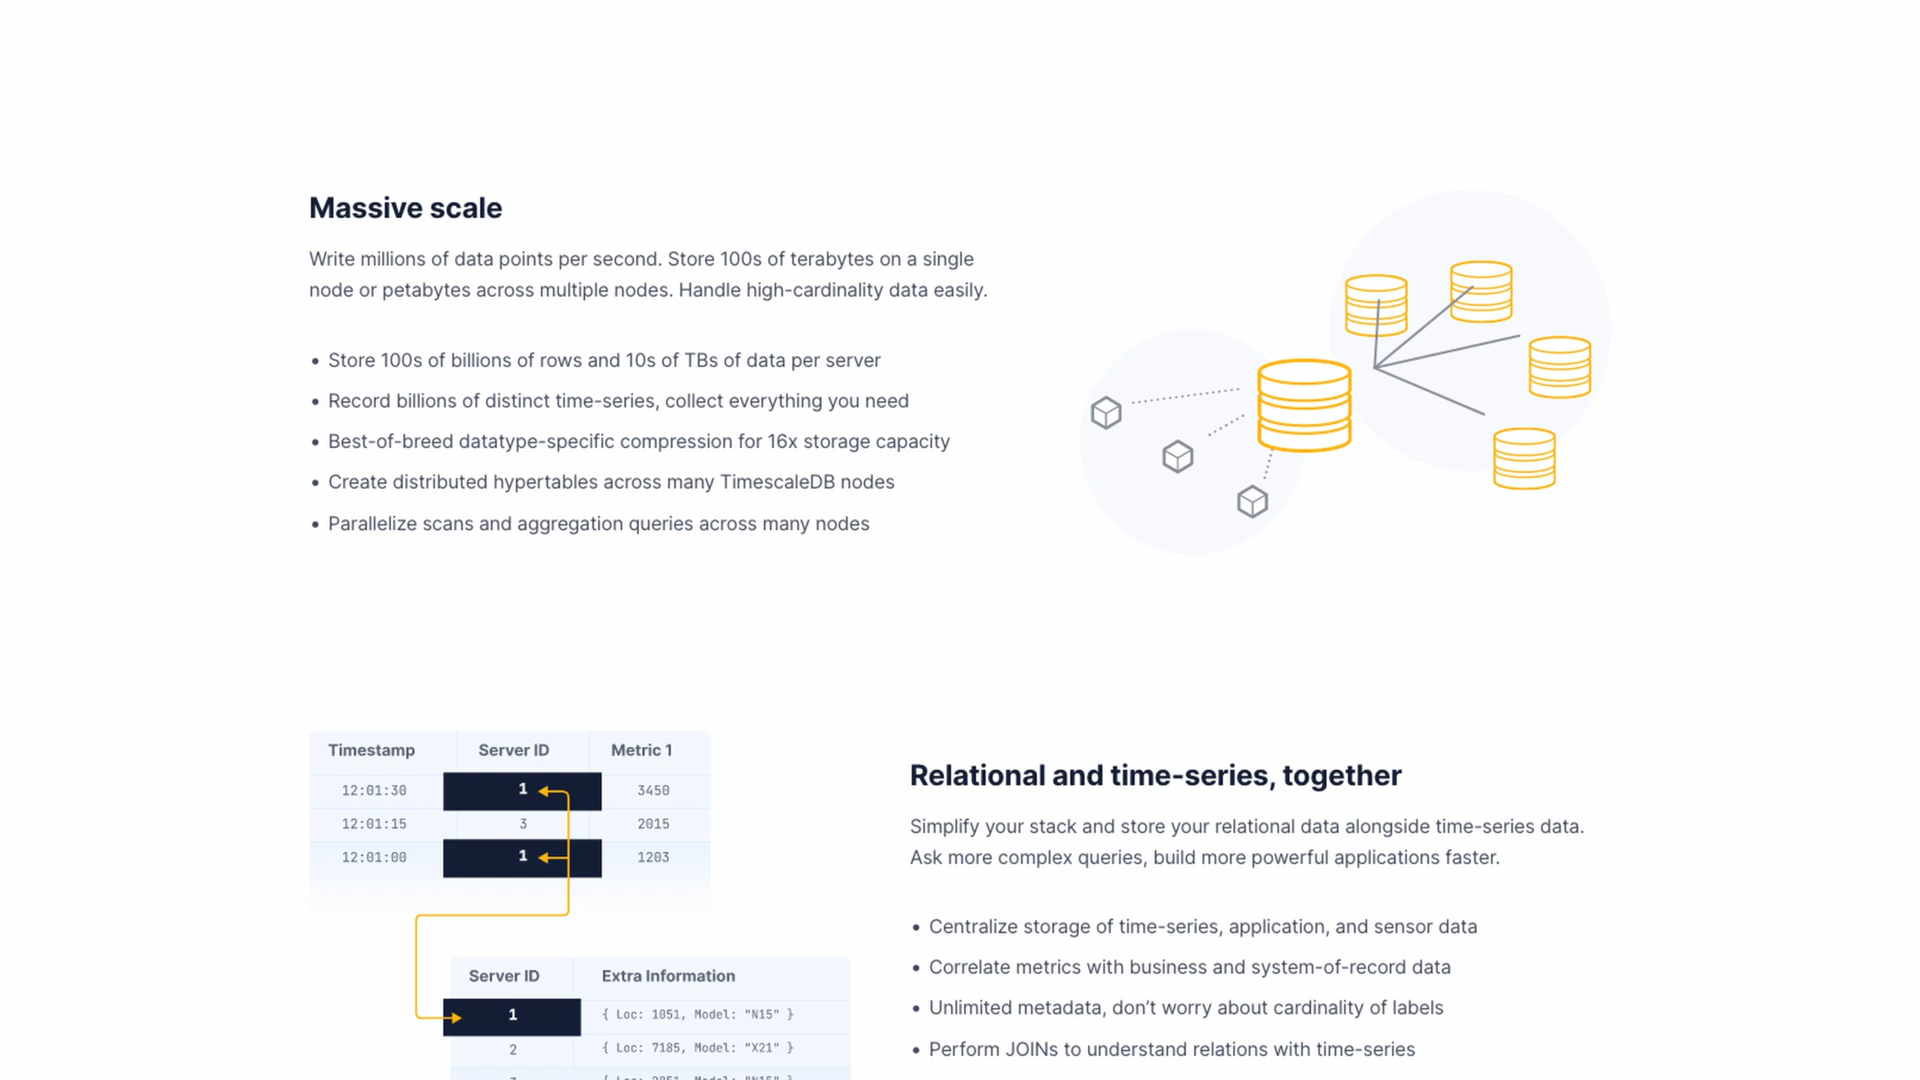 Massive scale
Write millions of data points per second. Store 100s of terabytes on a single
node or petabytes across multiple nodes. Handle high-cardinality data easily.
• Store 100s of billions of rows and 10s of TBs of data per server
• Record billions of distinct time-series, collect everything you need
• Best-of-breed datatype-specific compression for 16x storage capacity
• Create distributed hypertables across many TimescaleDB nodes
• Parallelize scans and aggregation queries across many nodes
Timestamp Server ID Metric 1
12:01:30 1 3450
12:01:15 3 2015
12:01:00 1 1203
Server ID Extra Information
1 { Loc: 1051, Model: "N15" }
2 { Loc: 7185, Model: "X21" }
Relational and time-series, together
Simplify your stack and store your relational data alongside time-series data.
Ask more complex queries, build more powerful applications faster.
• Centralize storage of time-series, application, and sensor data
• Correlate metrics with business and system-of-record data
• Unlimited metadata, don’t worry about cardinality of labels
• Perform JOINs to understand relations with time-series